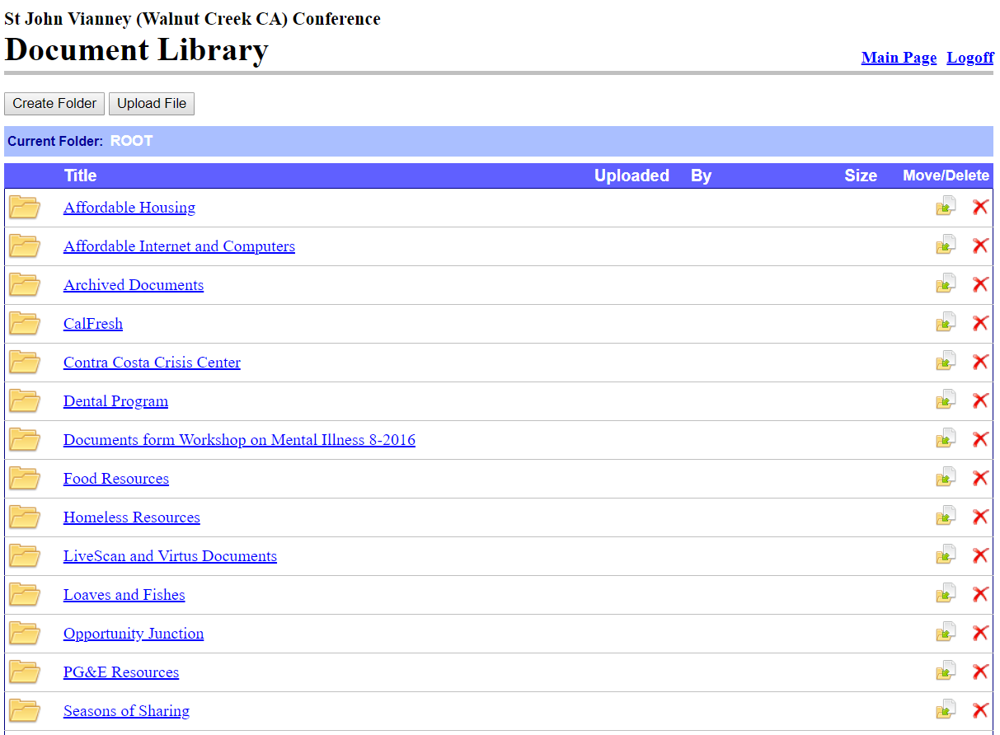 St John Vianney (Walnut Creek CA) Conference
Document Library
Main Page Logoff
Create Folder Upload File
Current Folder: ROOT
Title Uploaded By Size Move/Delete
Affordable Housing
Affordable Internet and Computers
Archived Documents
CalFresh
Contra Costa Crisis Center
Dental Program
Documents form Workshop on Mental Illness 8-2016
Food Resources
Homeless Resources
LiveScan and Virtus Documents
Loaves and Fishes
Opportunity Junction
PG&E Resources
Seasons of Sharing